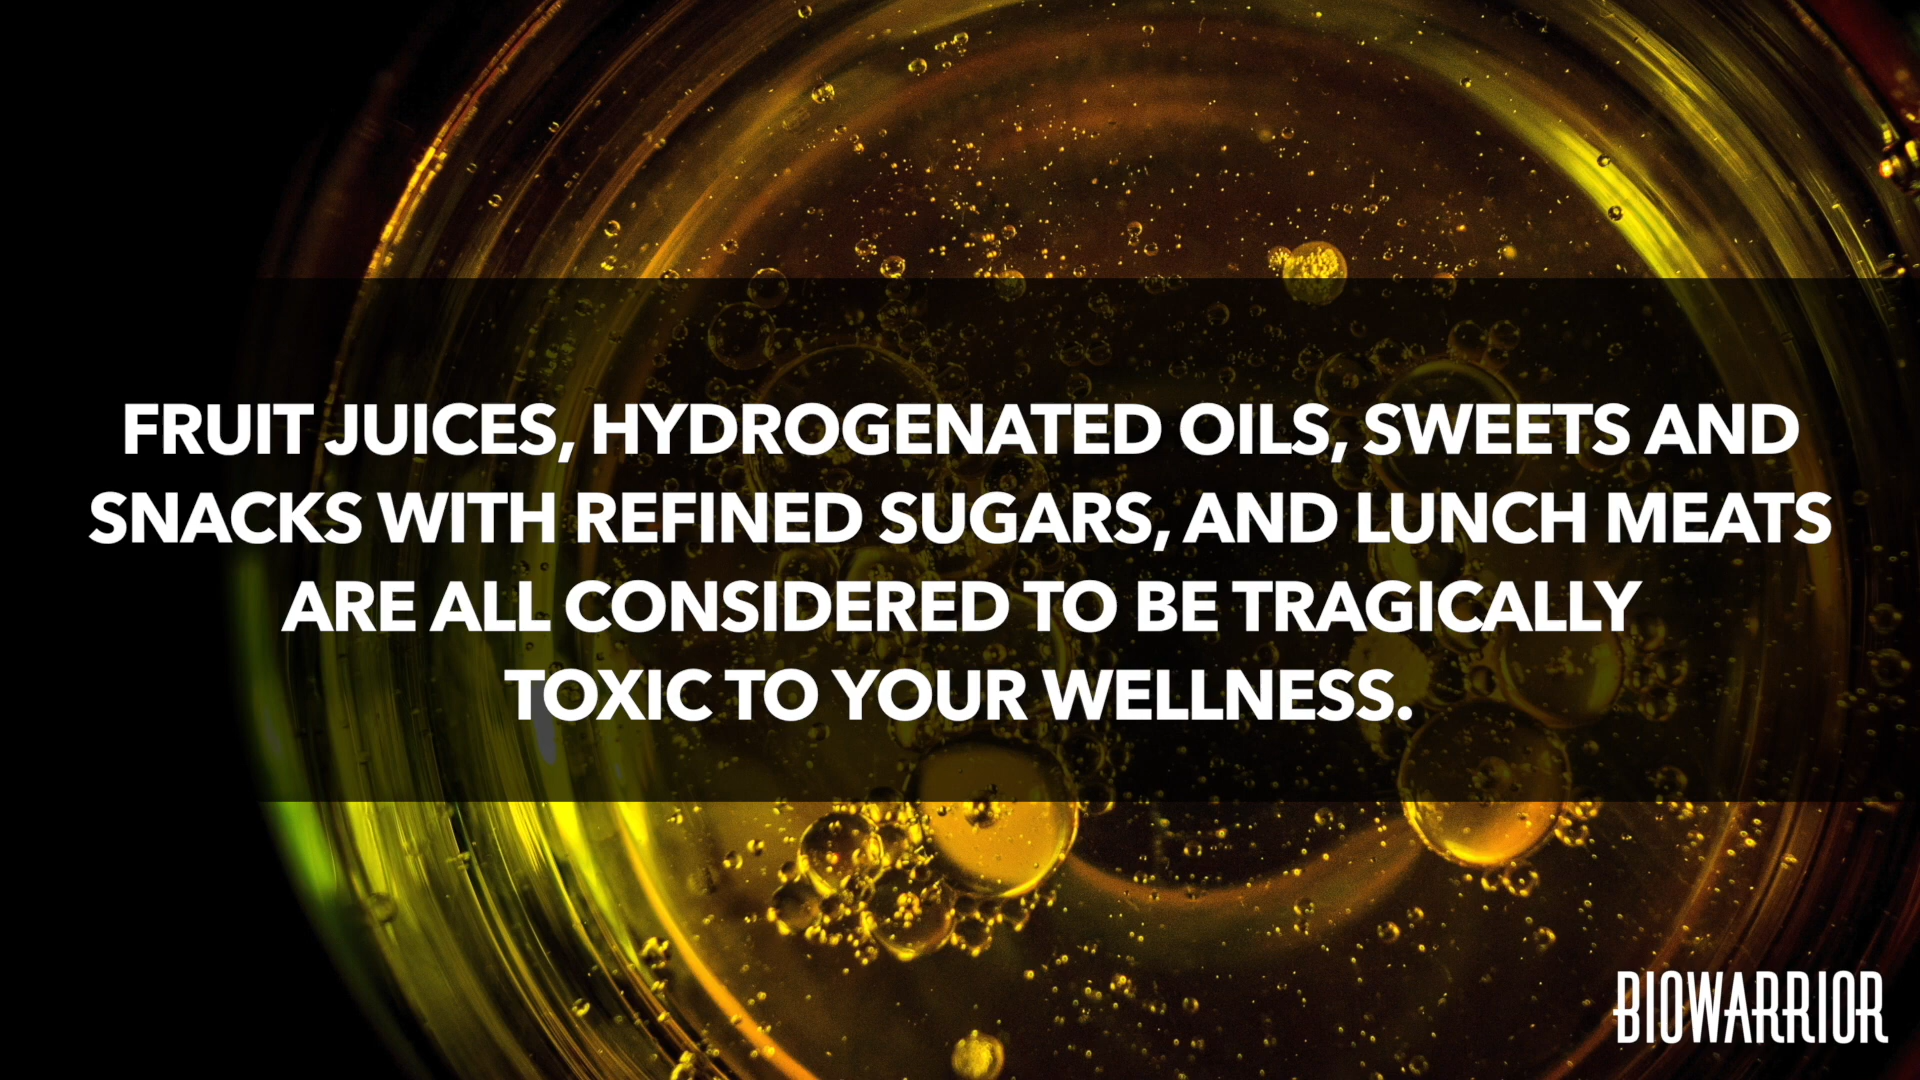 FRUIT JUICES, HYDROGENATED OILS, SWEETS AND
SNACKS WITH REFINED SUGARS, AND LUNCH MEATS
ARE ALL CONSIDERED TO BE TRAGICALLY
TOXIC TO YOUR WELLNESS.
BIOWARRIOR